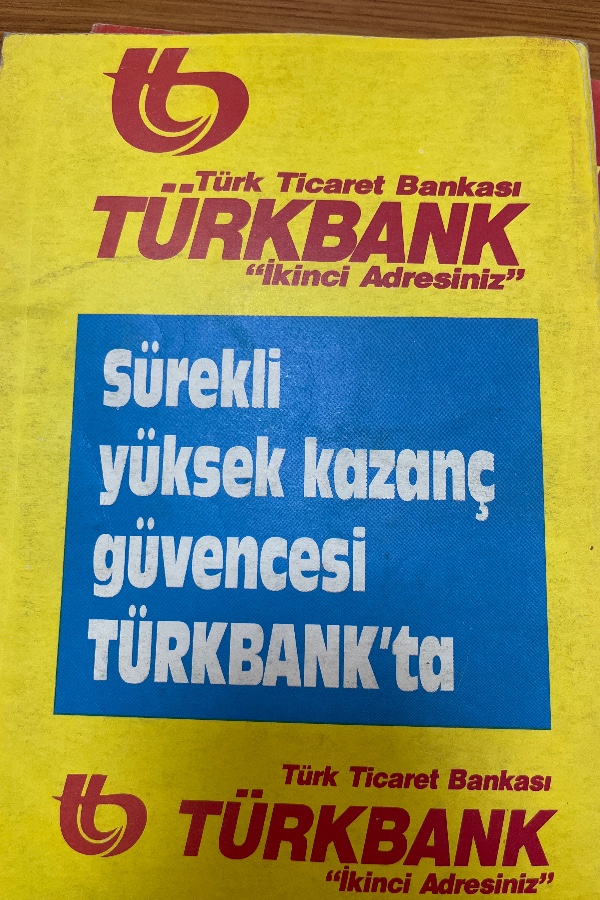 Türk Ticaret Bankası
TÜRKBANK
“İkinci Adresiniz”
Sürekli
yüksek kazanç
güvencesi
TÜRKBANK’ta
Türk Ticaret Bankası
TÜRKBANK
“İkinci Adresiniz”